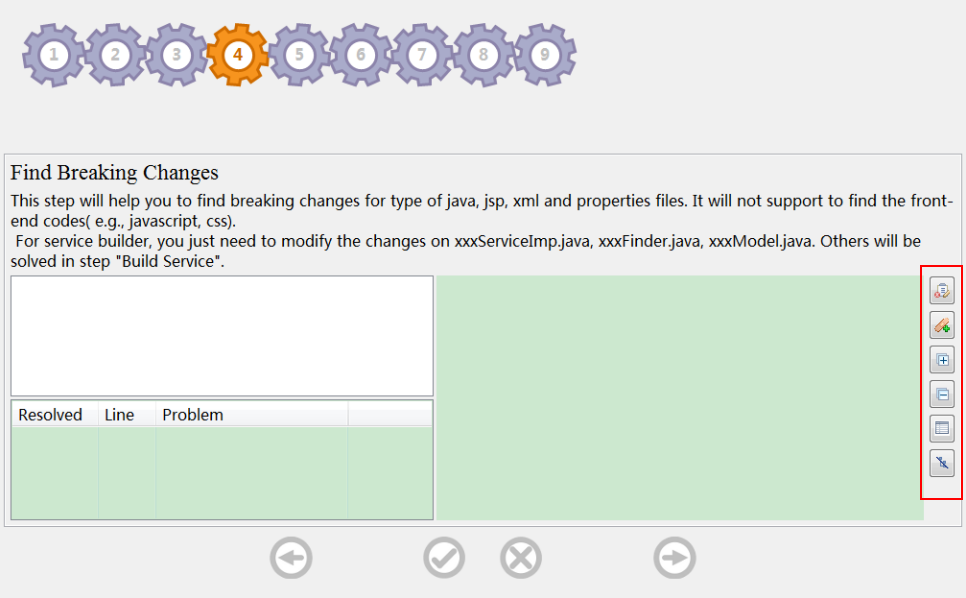 1 2 3 4 5 6 7 8 9
Find Breaking Changes
This step will help you to find breaking changes for type of java, jsp, xml and properties files. It will not support to find the front-
end codes( e.g., javascript, css).
For service builder, you just need to modify the changes on xxxServiceImp.java, xxxFinder.java, xxxModel.java. Others will be
solved in step "Build Service".
Resolved Line Problem